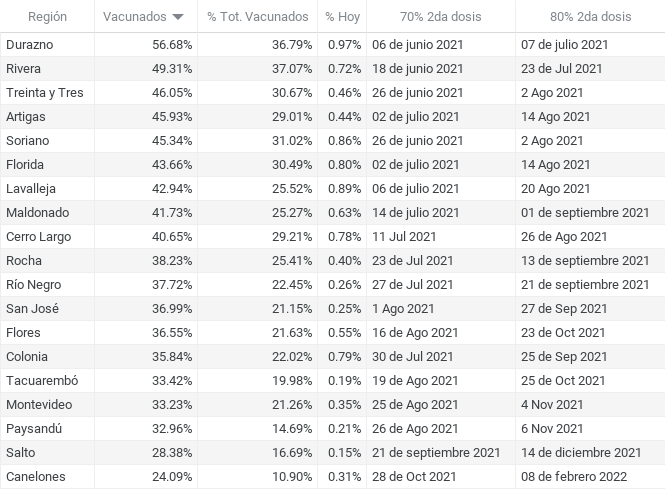 Región Vacunados % Tot. Vacunados % Hoy 70% 2da dosis 80% 2da dosis
Durazno 56.68% 36.79% 0.97% 06 de junio 2021 07 de julio 2021
Rivera 49.31% 37.07% 0.72% 18 de junio 2021 23 de Jul 2021
Treinta y Tres 46.05% 30.67% 0.46% 26 de junio 2021 2 Ago 2021
Artigas 45.93% 29.01% 0.44% 02 de julio 2021 14 Ago 2021
Soriano 45.34% 31.02% 0.86% 26 de junio 2021 2 Ago 2021
Florida 43.66% 30.49% 0.80% 02 de julio 2021 14 Ago 2021
Lavalleja 42.94% 25.52% 0.89% 06 de julio 2021 20 Ago 2021
Maldonado 41.73% 25.27% 0.63% 14 de julio 2021 01 de septiembre 2021
Cerro Largo 40.65% 29.21% 0.78% 11 Jul 2021 26 de Ago 2021
Rocha 38.23% 25.41% 0.40% 23 de Jul 2021 13 de septiembre 2021
Río Negro 37.72% 22.45% 0.26% 27 de Jul 2021 21 de septiembre 2021
San José 36.99% 21.15% 0.25% 1 Ago 2021 27 de Sep 2021
Flores 36.55% 21.63% 0.55% 16 de Ago 2021 23 de Oct 2021
Colonia 35.84% 22.02% 0.79% 30 de Jul 2021 25 de Sep 2021
Tacuarembó 33.42% 19.98% 0.19% 19 de Ago 2021 25 de Oct 2021
Montevideo 33.23% 21.26% 0.35% 25 de Ago 2021 4 Nov 2021
Paysandú 32.96% 14.69% 0.21% 26 de Ago 2021 6 Nov 2021
Salto 28.38% 16.69% 0.15% 21 de septiembre 2021 14 de diciembre 2021
Canelones 24.09% 10.90% 0.31% 28 de Oct 2021 08 de febrero 2022